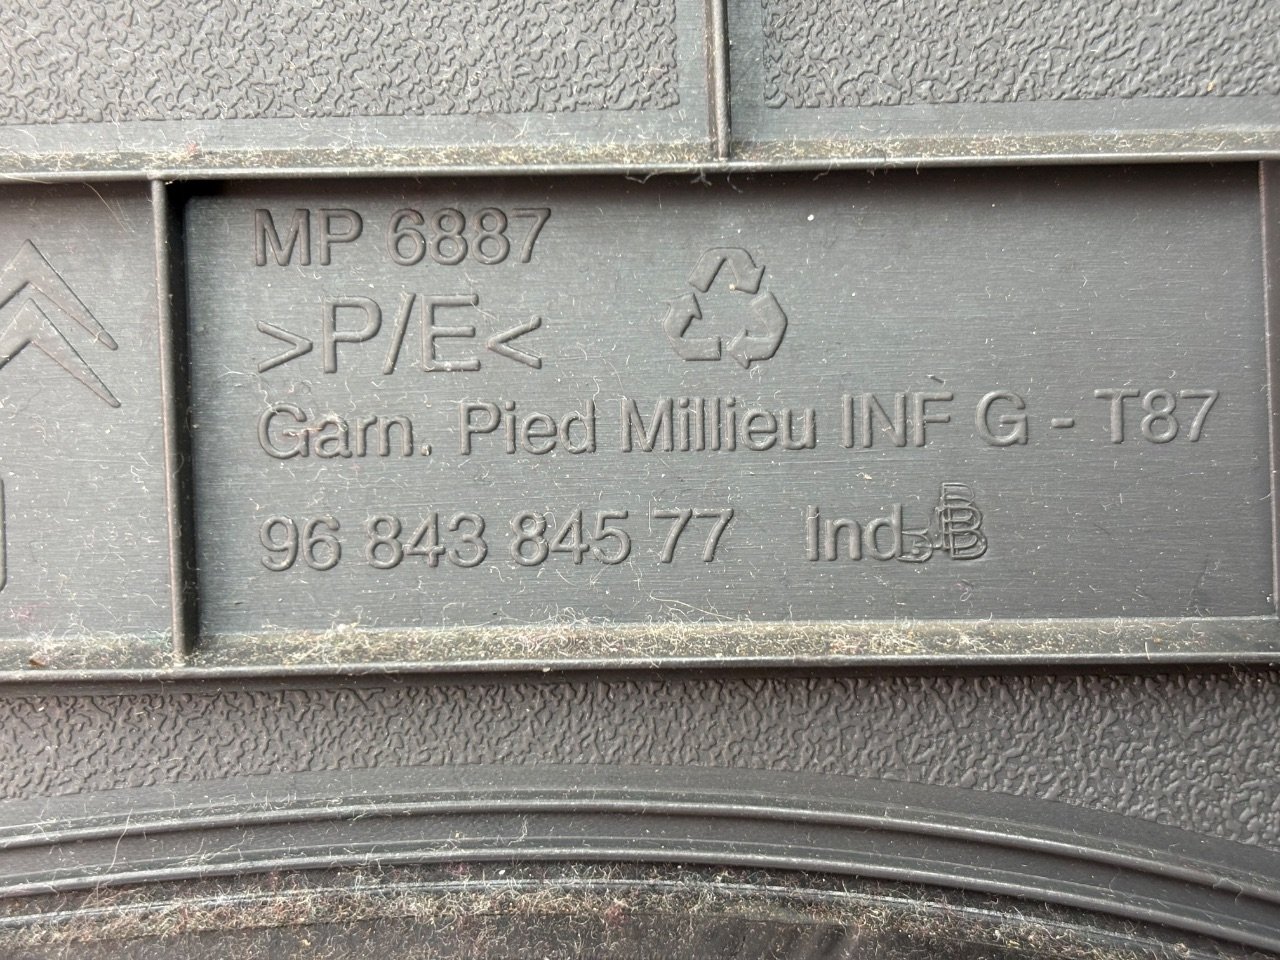 MP 6887
>P/E<
Garn. Pied Millieu INF G - T87
96 843 845 77 Ind. B